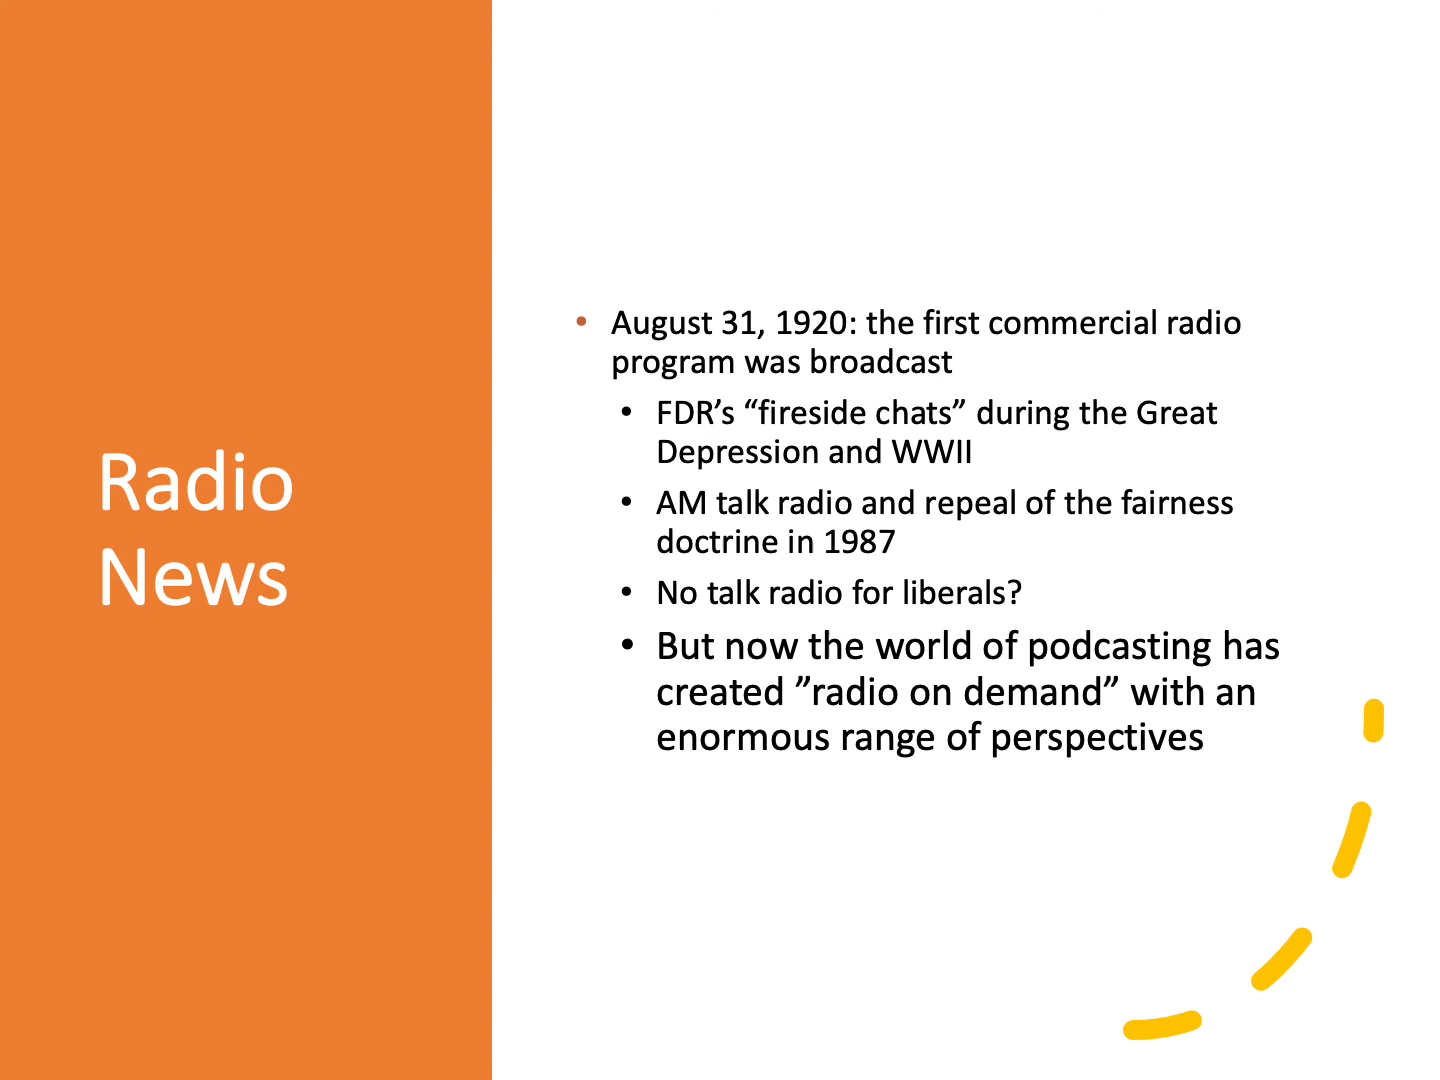 Radio
News
• August 31, 1920: the first commercial radio
program was broadcast
• FDR’s “fireside chats” during the Great
Depression and WWII
• AM talk radio and repeal of the fairness
doctrine in 1987
• No talk radio for liberals?
• But now the world of podcasting has
created ”radio on demand” with an
enormous range of perspectives